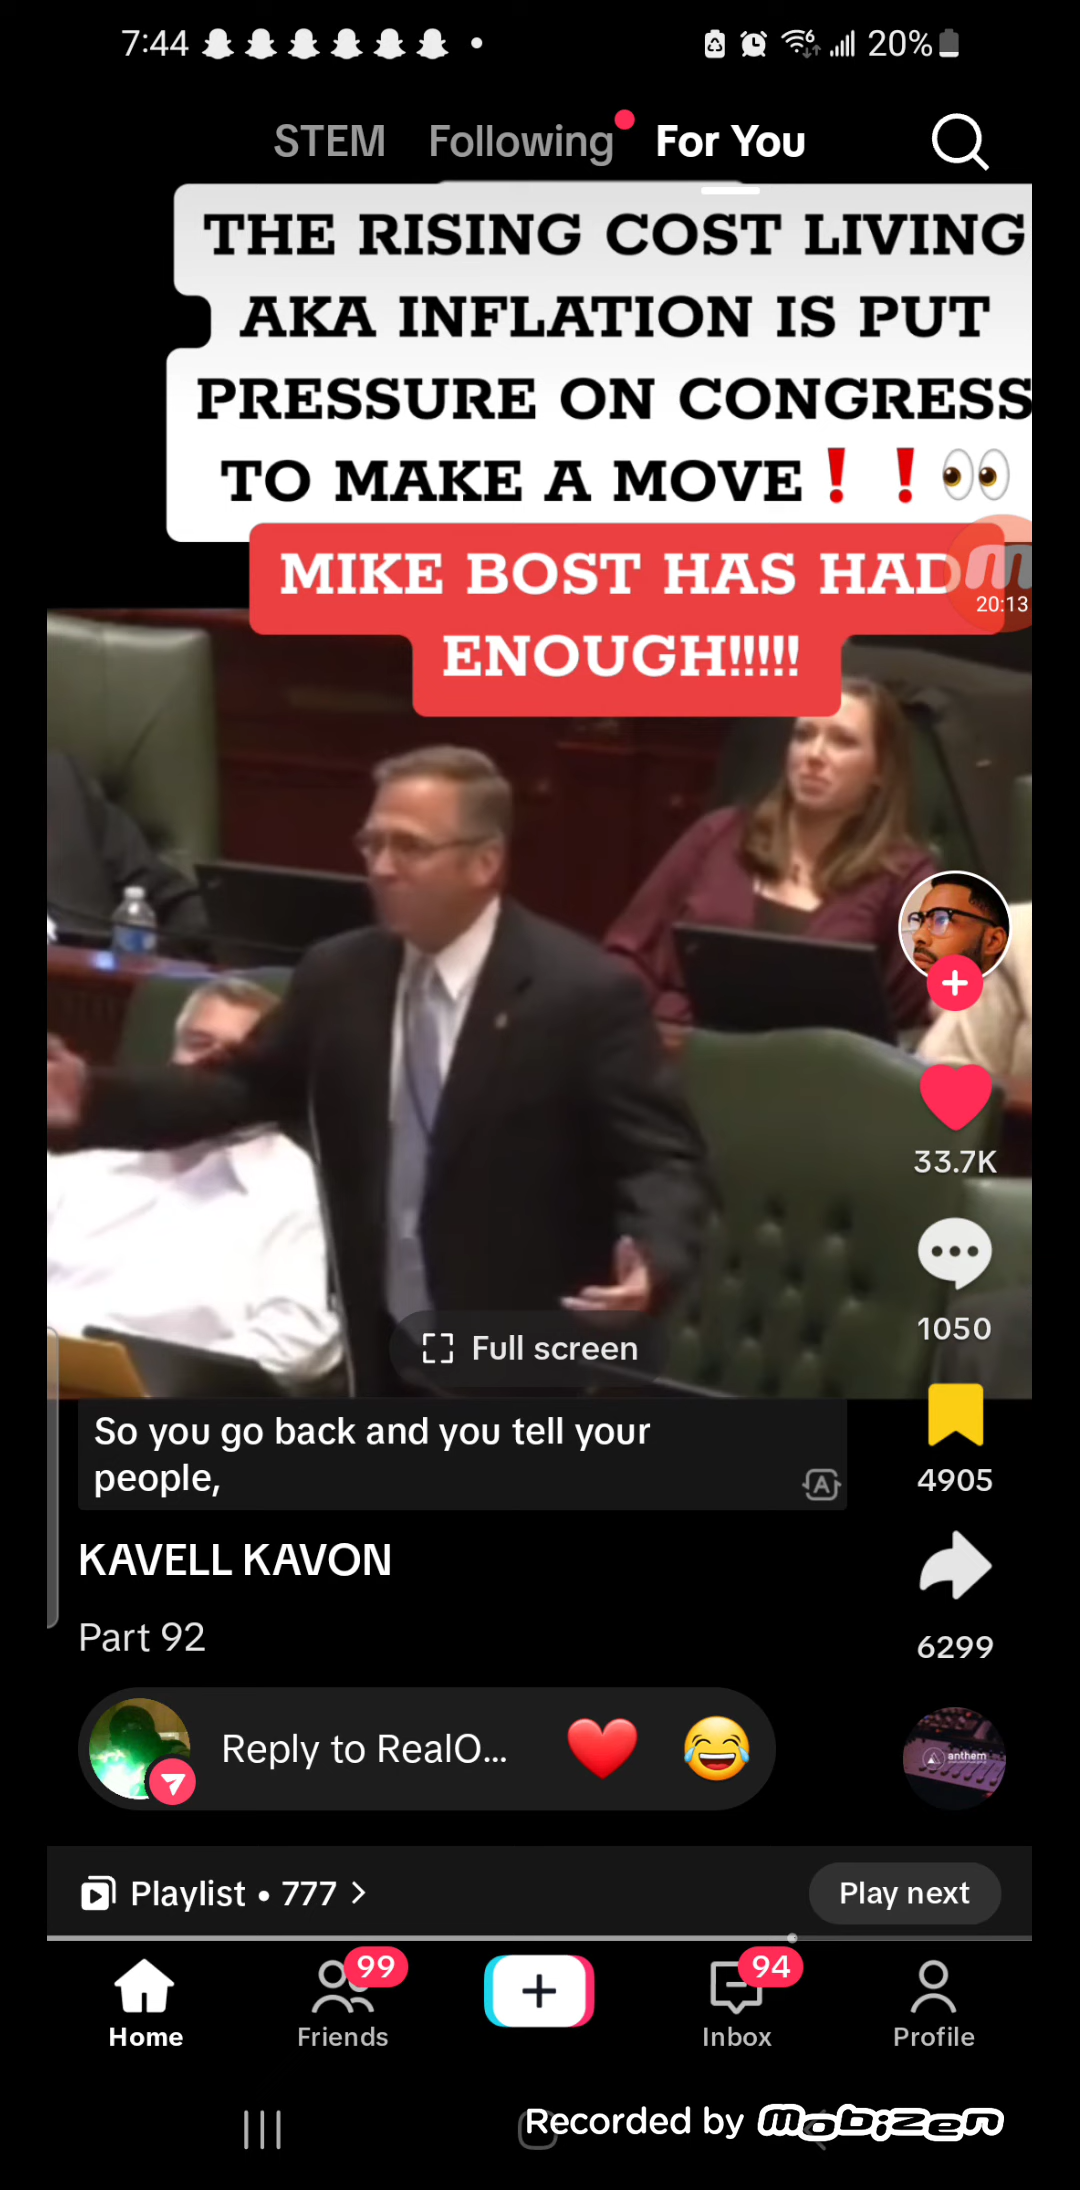 7:44
20%
STEM Following For You
THE RISING COST LIVING
AKA INFLATION IS PUT
PRESSURE ON CONGRESS
TO MAKE A MOVE❗❗👀
MIKE BOST HAS HAD
20:13
ENOUGH!!!!!
33.7K
1050
Full screen
So you go back and you tell your
people,
4905
KAVELL KAVON
Part 92
6299
Reply to RealO...
anthem
Playlist • 777 >
Play next
99
94
Home Friends Inbox Profile
Recorded by mobizen